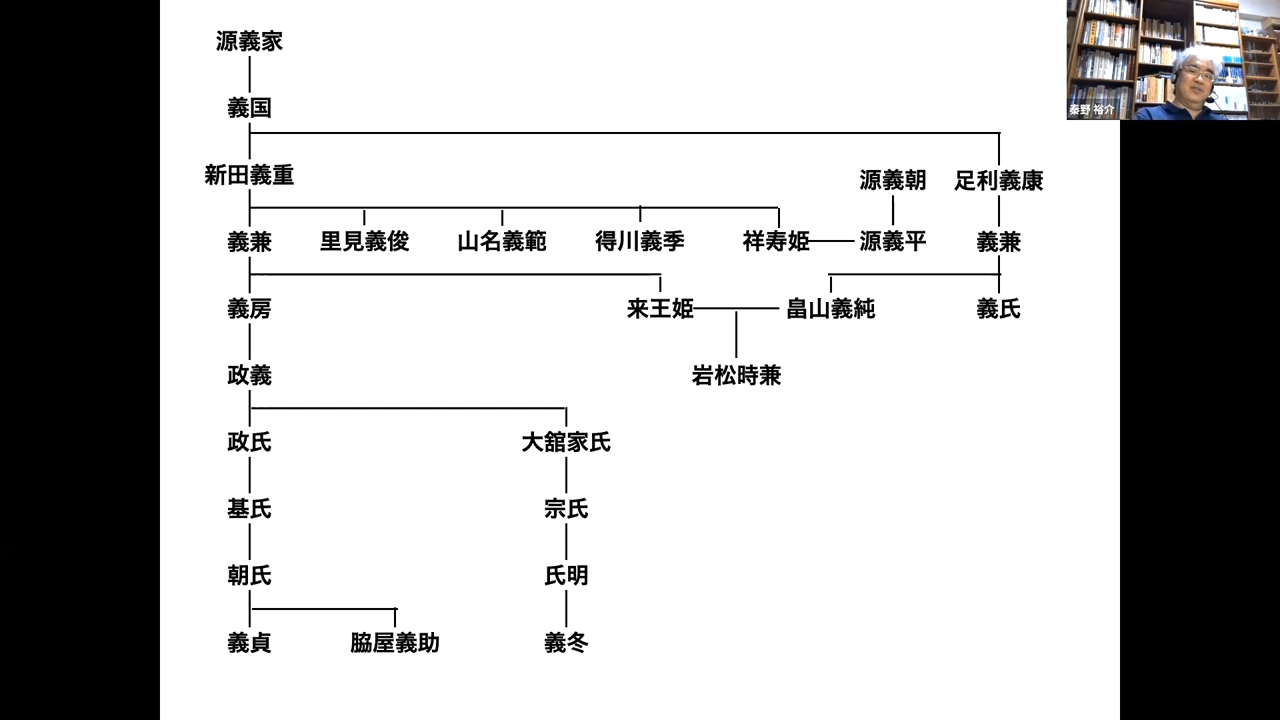 源義家
秦野 裕介
義国
新田義重
源義朝
足利義康
義兼
里見義俊
山名義範
得川義季
祥寿姫
源義平
義兼
義房
来王姫
畠山義純
義氏
政義
岩松時兼
政氏
大舘家氏
基氏
宗氏
朝氏
氏明
義貞
脇屋義助
義冬